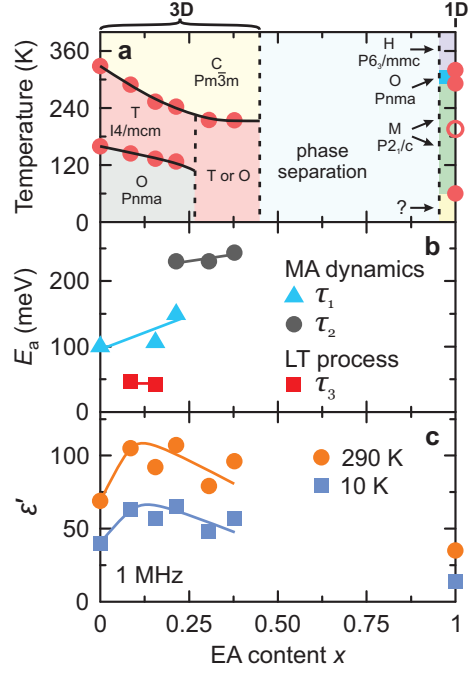 3D 1D
360
240
120
0
Temperature (K)
a
C
Pm3̅m
T
I4/mcm
O
Pnma
T or O
phase
separation
H
P6₃/mmc
O
Pnma
M
P2₁/c
?
b
200
100
0
Eₐ (meV)
MA dynamics
τ₁
τ₂
LT process
τ₃
c
100
50
0
ε'
290 K
10 K
1 MHz
0 0.25 0.50 0.75 1
EA content x